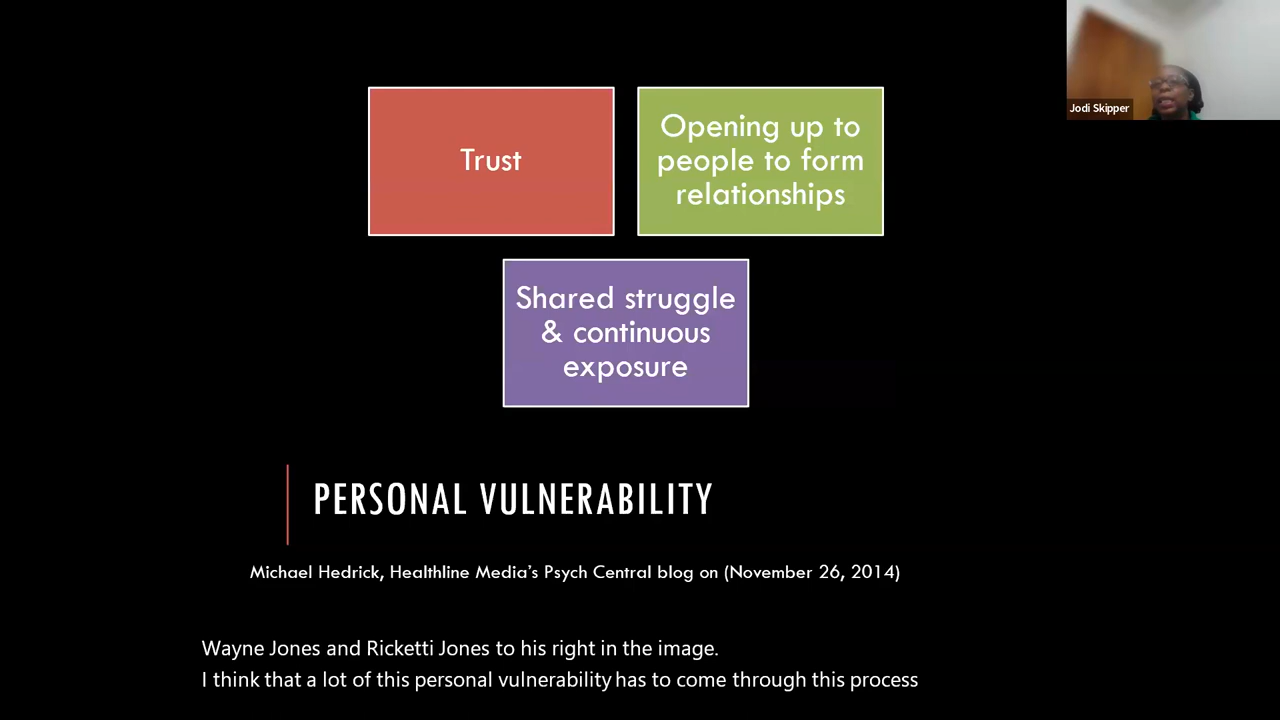 Jodi Skipper
Trust
Opening up to
people to form
relationships
Shared struggle
& continuous
exposure
PERSONAL VULNERABILITY
Michael Hedrick, Healthline Media's Psych Central blog on (November 26, 2014)
Wayne Jones and Ricketti Jones to his right in the image.
I think that a lot of this personal vulnerability has to come through this process